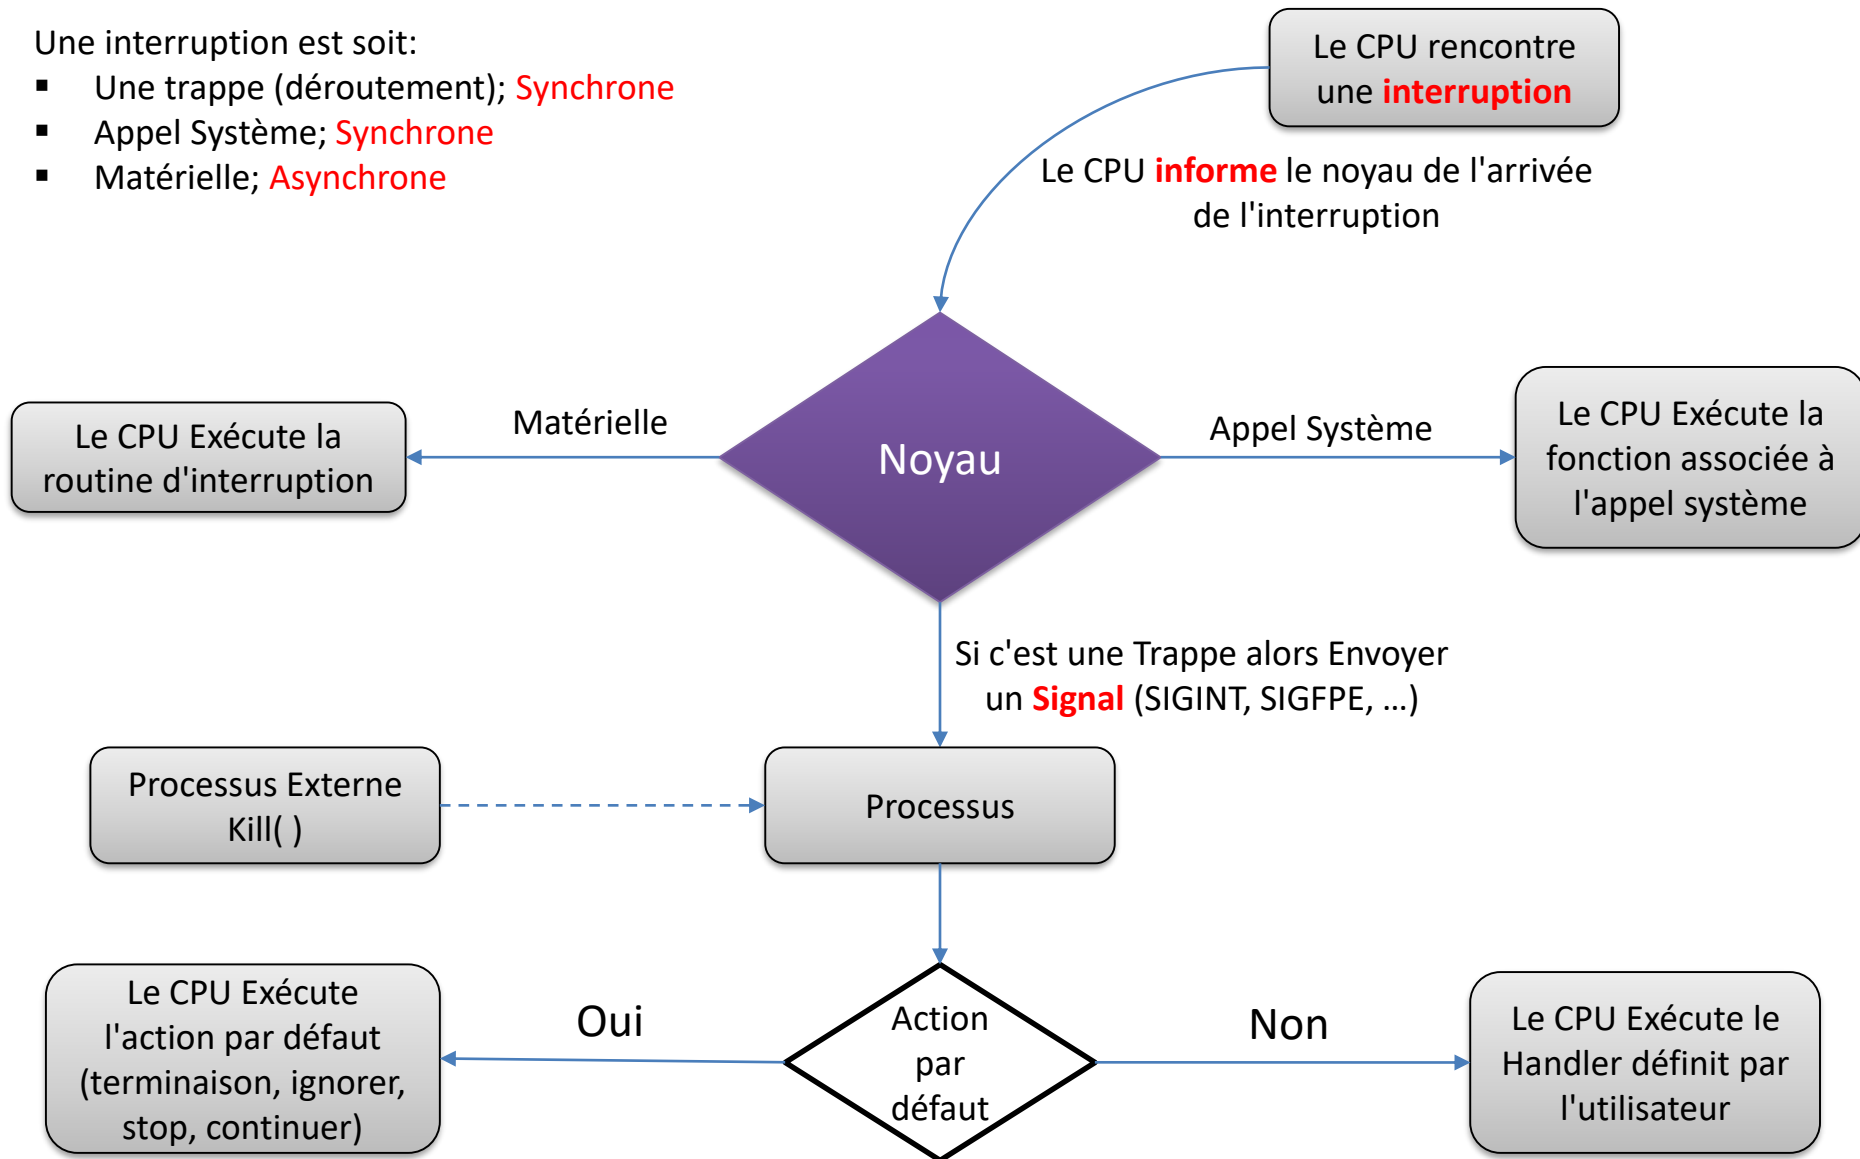 Une interruption est soit:
▪ Une trappe (déroutement); Synchrone
▪ Appel Système; Synchrone
▪ Matérielle; Asynchrone
Le CPU rencontre
une interruption
Le CPU informe le noyau de l'arrivée
de l'interruption
Le CPU Exécute la
routine d'interruption
Matérielle
Noyau
Appel Système
Le CPU Exécute la
fonction associée à
l'appel système
Si c'est une Trappe alors Envoyer
un Signal (SIGINT, SIGFPE, ...)
Processus Externe
Kill( )
Processus
Le CPU Exécute
l'action par défaut
(terminaison, ignorer,
stop, continuer)
Oui
Action
par
défaut
Non
Le CPU Exécute le
Handler définit par
l'utilisateur